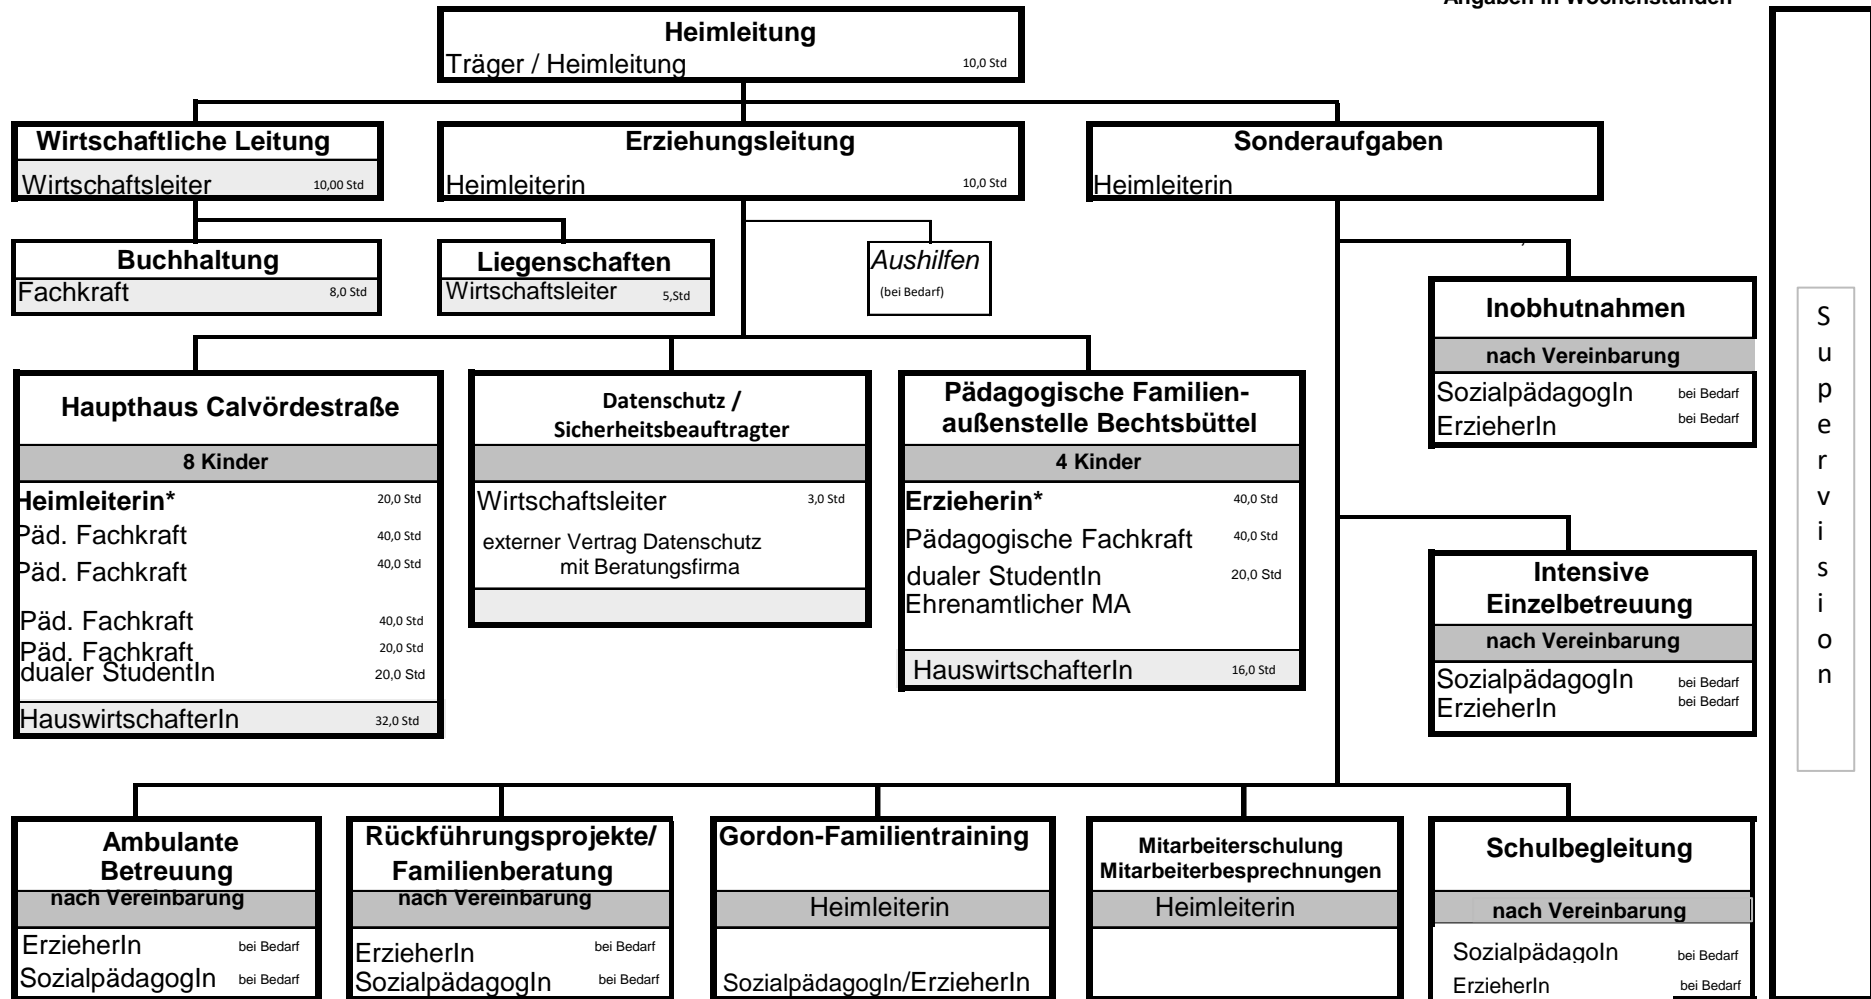 Angaben in Wochenstunden
Heimleitung
Träger / Heimleitung 10,0 Std
Wirtschaftliche Leitung
Wirtschaftsleiter 10,00 Std
Erziehungsleitung
Heimleiterin 10,0 Std
Sonderaufgaben
Heimleiterin
Buchhaltung
Fachkraft 8,0 Std
Liegenschaften
Wirtschaftsleiter 5,Std
Aushilfen
(bei Bedarf)
Inobhutnahmen
nach Vereinbarung
SozialpädagogIn bei Bedarf
ErzieherIn bei Bedarf
Haupthaus Calvördestraße
8 Kinder
Heimleiterin* 20,0 Std
Päd. Fachkraft 40,0 Std
Päd. Fachkraft 40,0 Std
Päd. Fachkraft 40,0 Std
Päd. Fachkraft 20,0 Std
dualer StudentIn 20,0 Std
HauswirtschafterIn 32,0 Std
Datenschutz /
Sicherheitsbeauftragter
Wirtschaftsleiter 3,0 Std
externer Vertrag Datenschutz
mit Beratungsfirma
Pädagogische Familien-
außenstelle Bechtsbüttel
4 Kinder
Erzieherin* 40,0 Std
Pädagogische Fachkraft 40,0 Std
dualer StudentIn 20,0 Std
Ehrenamtlicher MA
HauswirtschafterIn 16,0 Std
Intensive
Einzelbetreuung
nach Vereinbarung
SozialpädagogIn bei Bedarf
ErzieherIn bei Bedarf
Ambulante
Betreuung
nach Vereinbarung
ErzieherIn bei Bedarf
SozialpädagogIn bei Bedarf
Rückführungsprojekte/
Familienberatung
nach Vereinbarung
ErzieherIn bei Bedarf
SozialpädagogIn bei Bedarf
Gordon-Familientraining
Heimleiterin
SozialpädagogIn/ErzieherIn
Mitarbeiterschulung
Mitarbeiterbesprechnungen
Heimleiterin
Schulbegleitung
nach Vereinbarung
SozialpädagoIn bei Bedarf
ErzieherIn bei Bedarf
S
u
p
e
r
v
i
s
i
o
n